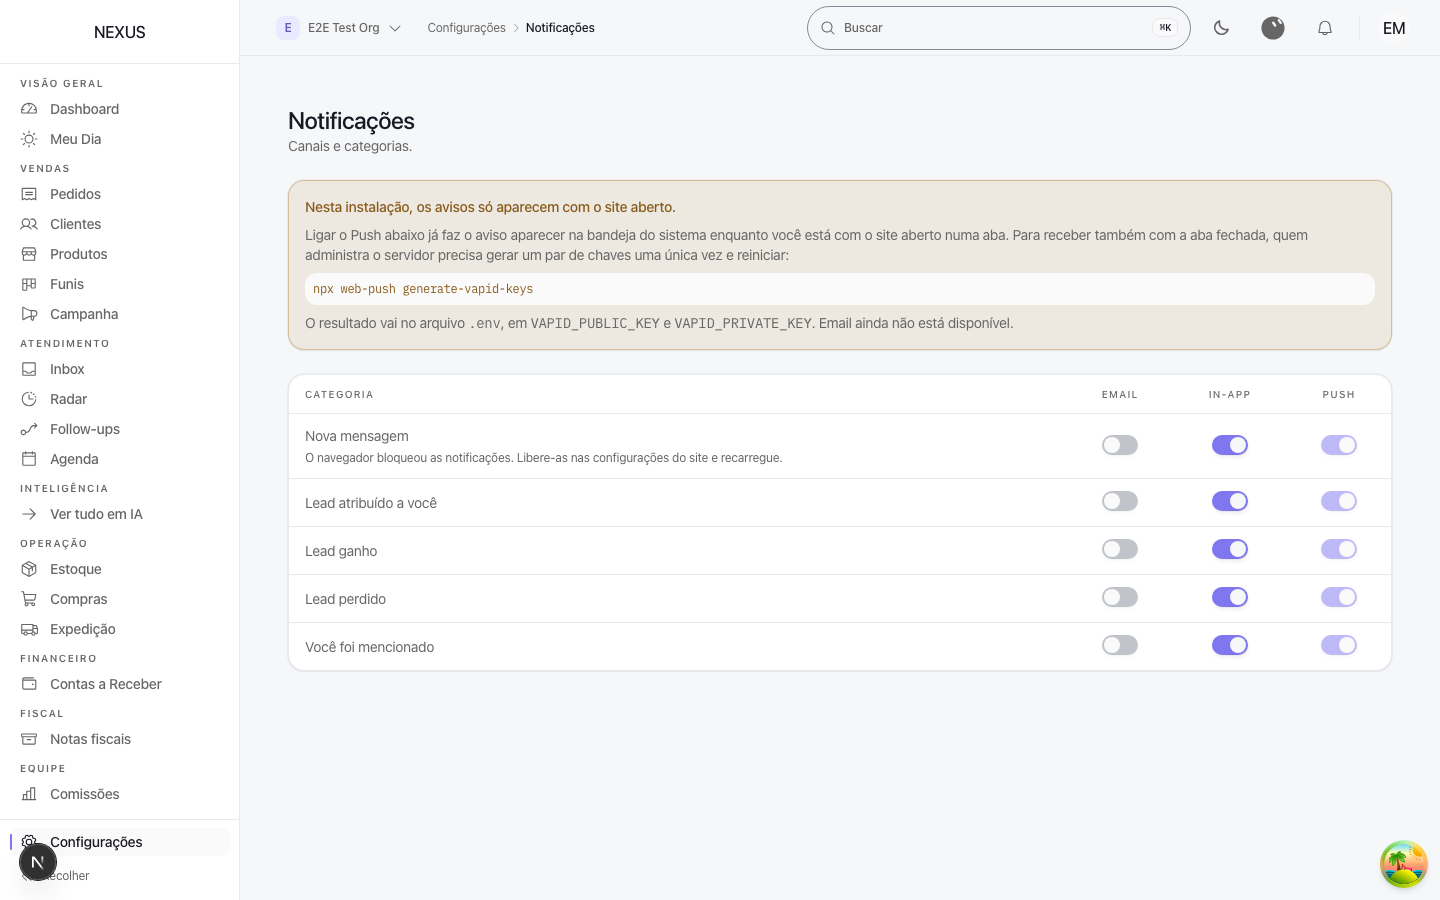 NEXUS
E
E2E Test Org
Configurações
Notificações
Buscar
⌘K
EM
VISÃO GERAL
Dashboard
Meu Dia
VENDAS
Pedidos
Clientes
Produtos
Funis
Campanha
ATENDIMENTO
Inbox
Radar
Follow-ups
Agenda
INTELIGÊNCIA
Ver tudo em IA
OPERAÇÃO
Estoque
Compras
Expedição
FINANCEIRO
Contas a Receber
FISCAL
Notas fiscais
EQUIPE
Comissões
Configurações
N
ecolher
Notificações
Canais e categorias.
Nesta instalação, os avisos só aparecem com o site aberto.
Ligar o Push abaixo já faz o aviso aparecer na bandeja do sistema enquanto você está com o site aberto numa aba. Para receber também com a aba fechada, quem
administra o servidor precisa gerar um par de chaves uma única vez e reiniciar:
npx web-push generate-vapid-keys
O resultado vai no arquivo .env, em VAPID_PUBLIC_KEY e VAPID_PRIVATE_KEY. Email ainda não está disponível.
CATEGORIA EMAIL IN-APP PUSH
Nova mensagem
O navegador bloqueou as notificações. Libere-as nas configurações do site e recarregue.
Lead atribuído a você
Lead ganho
Lead perdido
Você foi mencionado